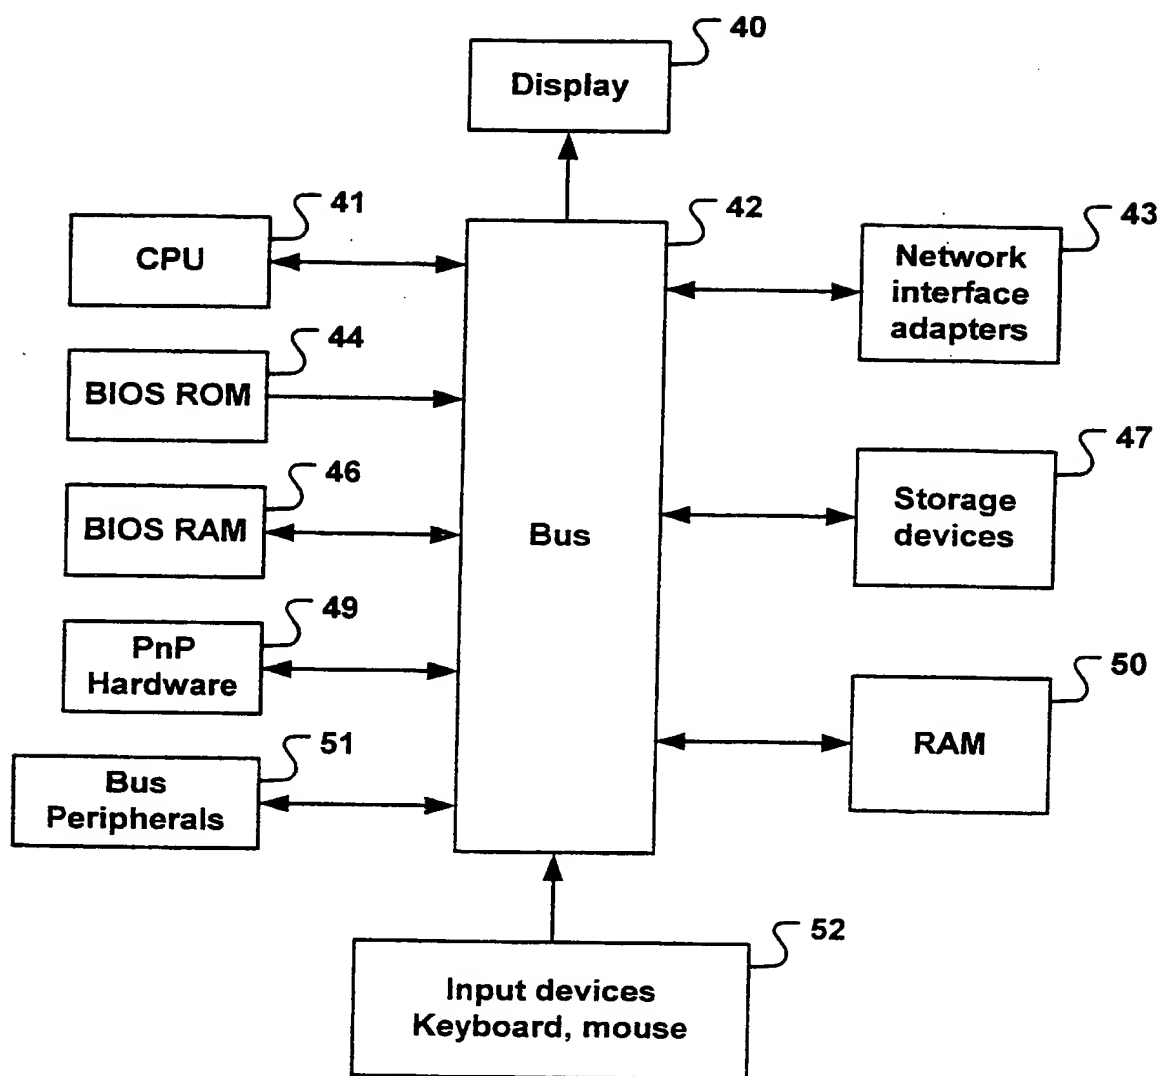 40
Display
41
CPU
42
43
Network
interface
adapters
44
BIOS ROM
46
BIOS RAM
Bus
47
Storage
devices
49
PnP
Hardware
50
RAM
51
Bus
Peripherals
52
Input devices
Keyboard, mouse